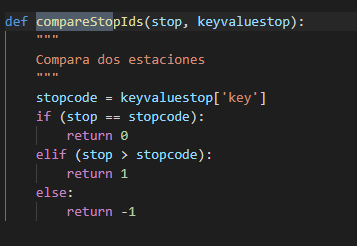 def compareStopIds(stop, keyvaluestop):
    """
    Compara dos estaciones
    """
    stopcode = keyvaluestop['key']
    if (stop == stopcode):
        return 0
    elif (stop > stopcode):
        return 1
    else:
        return -1